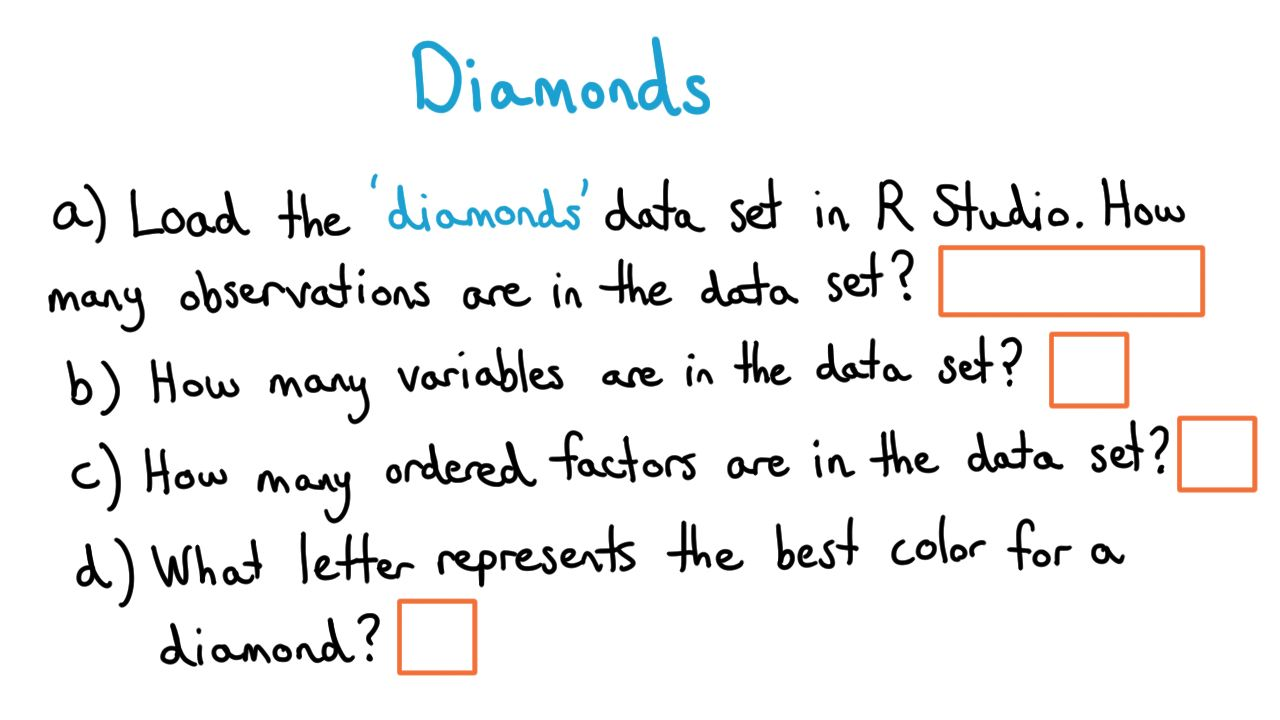 Diamonds
a) Load the 'diamonds' data set in R Studio. How
many observations are in the data set?
b) How many variables are in the data set?
c) How many ordered factors are in the data set?
d) What letter represents the best color for a
diamond?